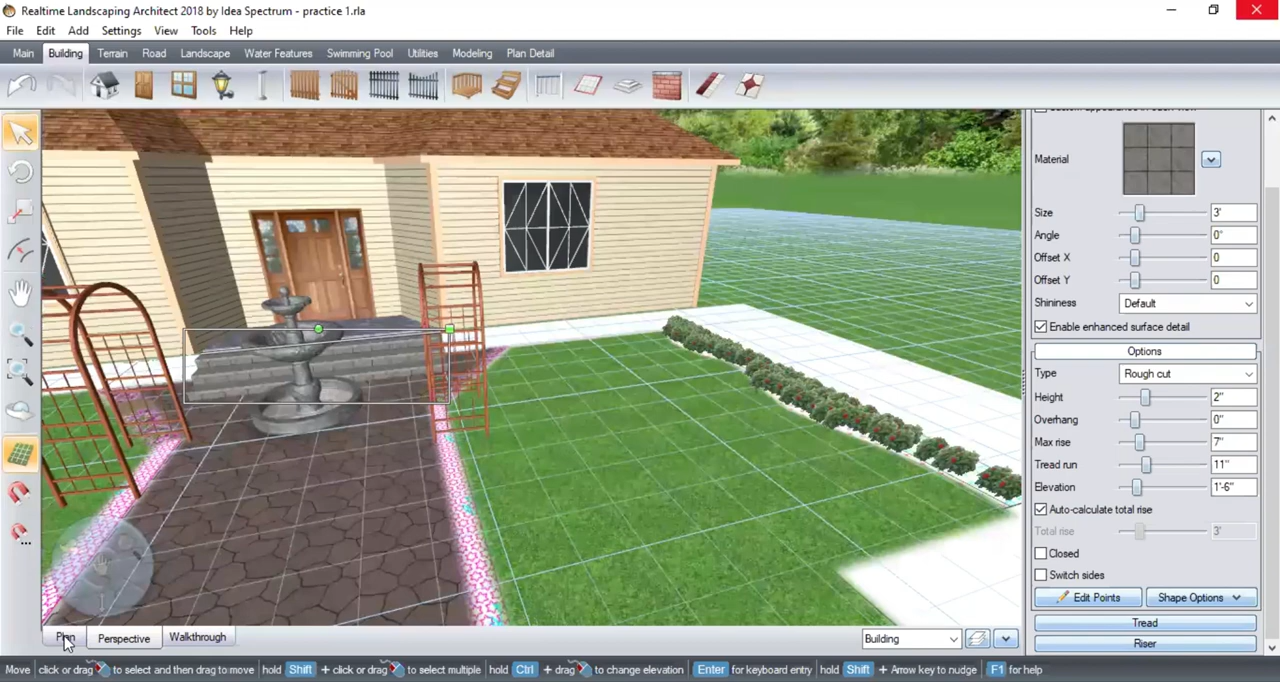 Realtime Landscaping Architect 2018 by Idea Spectrum - practice 1.rla
File Edit Add Settings View Tools Help
Main Building Terrain Road Landscape Water Features Swimming Pool Utilities Modeling Plan Detail
Material
Size 3'
Angle 0°
Offset X 0
Offset Y 0
Shininess Default
Enable enhanced surface detail
Options
Type Rough cut
Height 2"
Overhang 0"
Max rise 7"
Tread run 11"
Elevation 1'-6"
Auto-calculate total rise
Total rise 3'
Closed
Switch sides
Edit Points Shape Options
Tread
Riser
Plan Perspective Walkthrough Building
Move click or drag to select and then drag to move hold Shift + click or drag to select multiple hold Ctrl + drag to change elevation Enter for keyboard entry hold Shift + Arrow key to nudge F1 for help